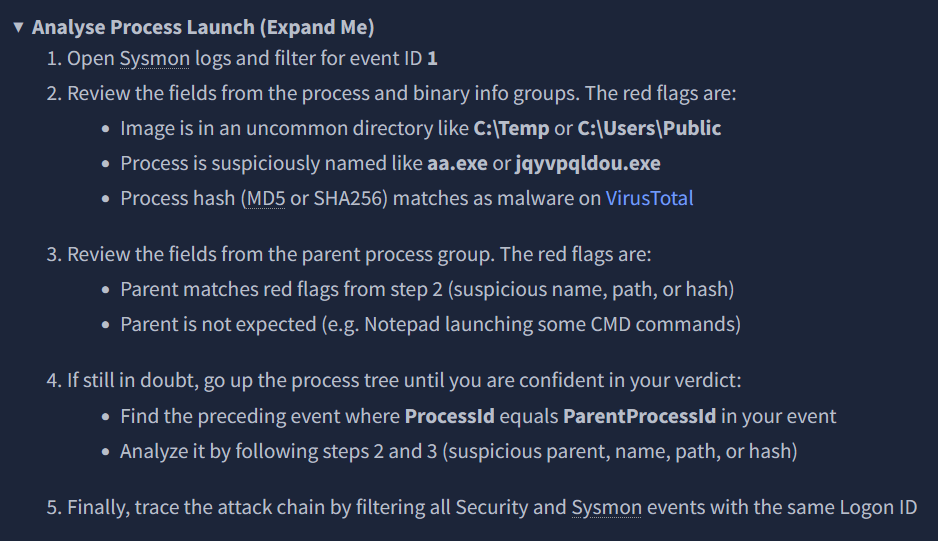 ▼ Analyse Process Launch (Expand Me)
1. Open Sysmon logs and filter for event ID 1
2. Review the fields from the process and binary info groups. The red flags are:
• Image is in an uncommon directory like C:\Temp or C:\Users\Public
• Process is suspiciously named like aa.exe or jqyvpqldou.exe
• Process hash (MD5 or SHA256) matches as malware on VirusTotal
3. Review the fields from the parent process group. The red flags are:
• Parent matches red flags from step 2 (suspicious name, path, or hash)
• Parent is not expected (e.g. Notepad launching some CMD commands)
4. If still in doubt, go up the process tree until you are confident in your verdict:
• Find the preceding event where ProcessId equals ParentProcessId in your event
• Analyze it by following steps 2 and 3 (suspicious parent, name, path, or hash)
5. Finally, trace the attack chain by filtering all Security and Sysmon events with the same Logon ID